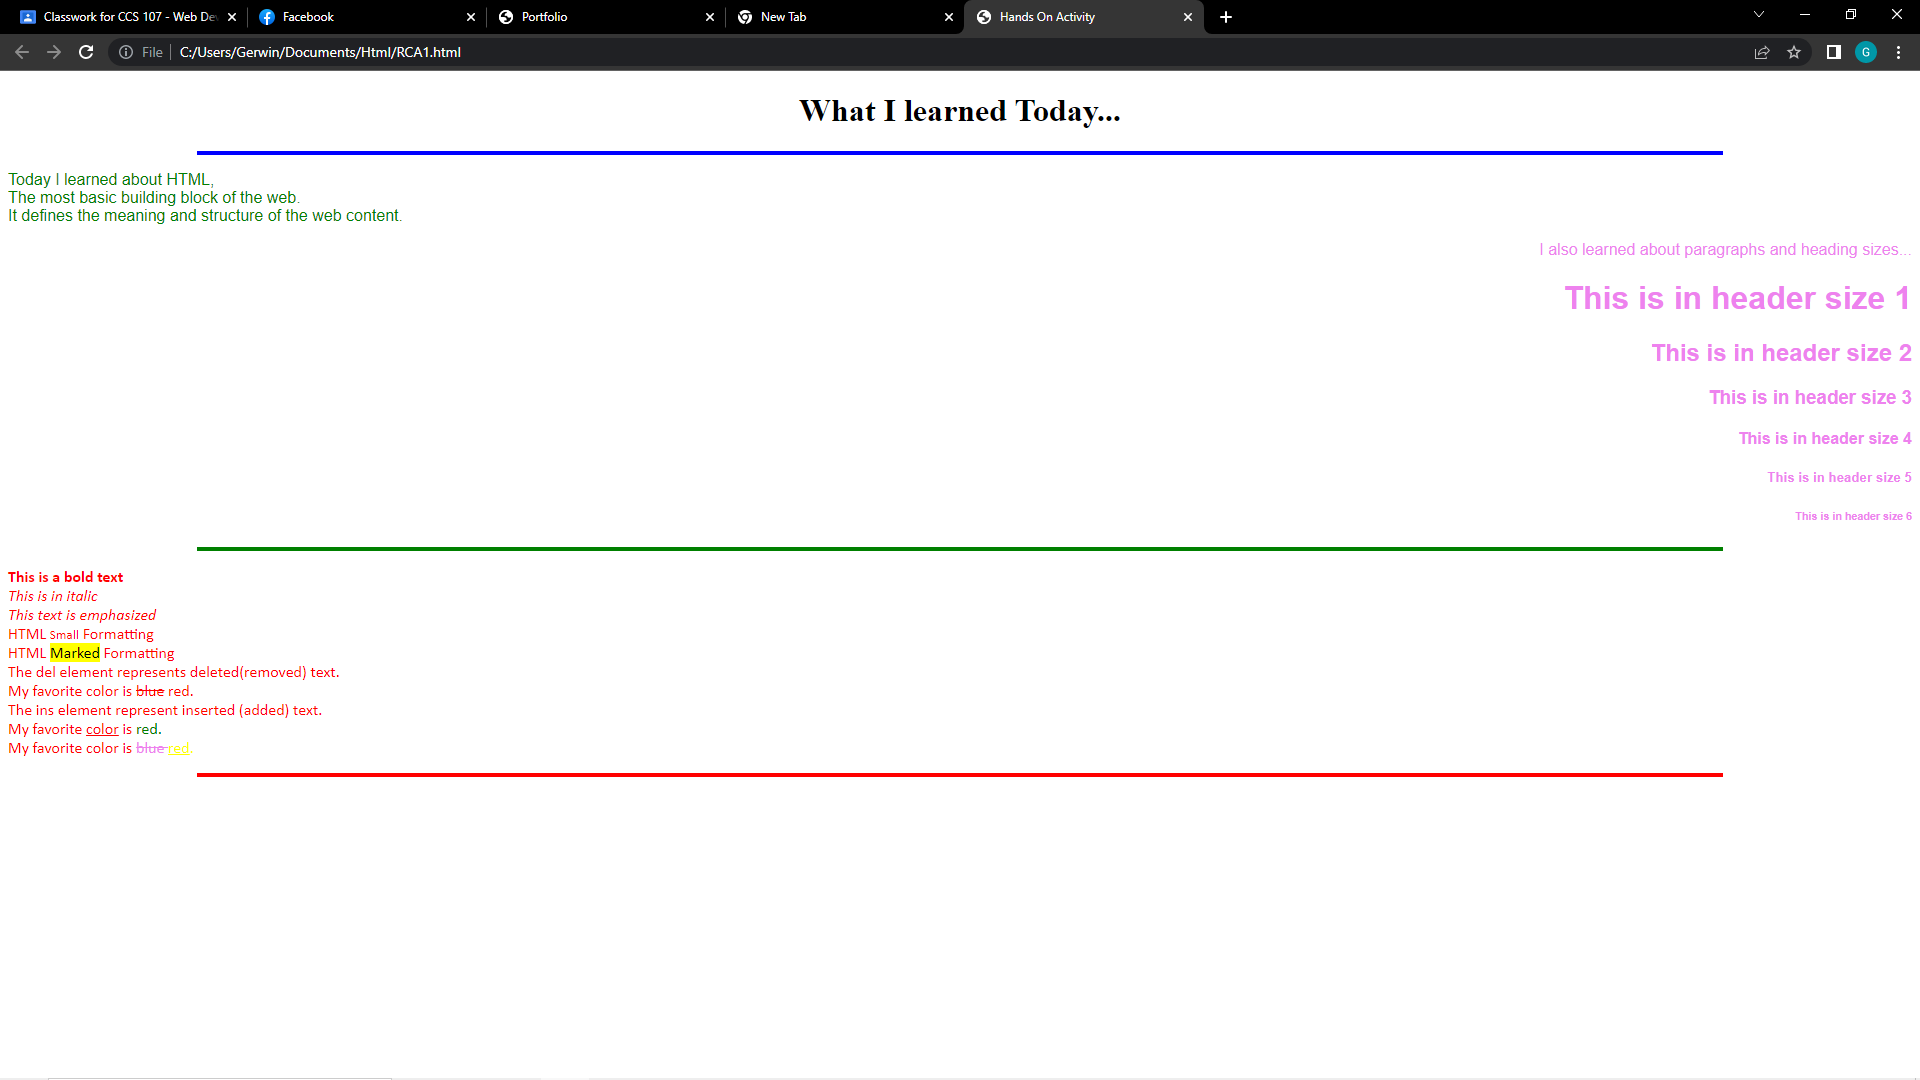 Classwork for CCS 107 - Web De
Facebook
Portfolio
New Tab
Hands On Activity
File
C:/Users/Gerwin/Documents/Html/RCA1.html
G
What I learned Today...
Today I learned about HTML,
The most basic building block of the web.
It defines the meaning and structure of the web content.
I also learned about paragraphs and heading sizes...
This is in header size 1
This is in header size 2
This is in header size 3
This is in header size 4
This is in header size 5
This is in header size 6
This is a bold text
This is in italic
This text is emphasized
HTML Small Formatting
HTML Marked Formatting
The del element represents deleted(removed) text.
My favorite color is blue red.
The ins element represent inserted (added) text.
My favorite color is red.
My favorite color is blue red.